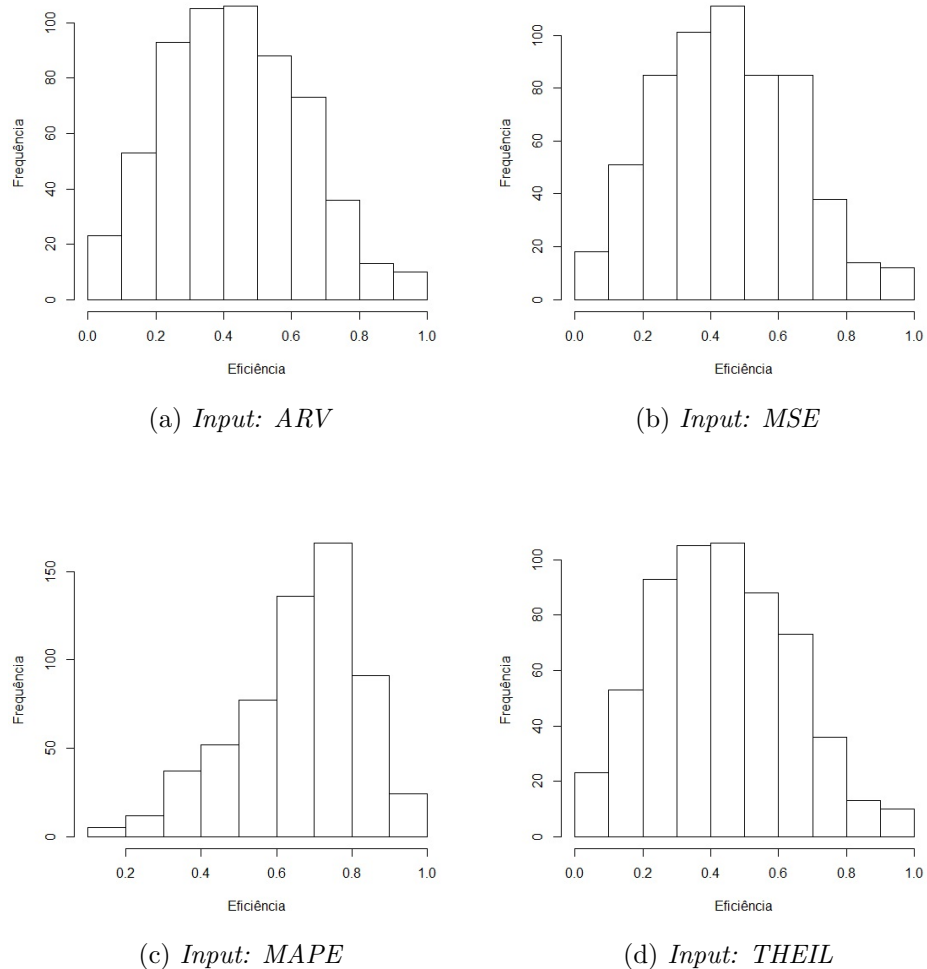 Frequência
0 20 40 60 80 100
0.0 0.2 0.4 0.6 0.8 1.0
Eficiência
(a) Input: ARV
Frequência
0 20 40 60 80 100
0.0 0.2 0.4 0.6 0.8 1.0
Eficiência
(b) Input: MSE
Frequência
0 50 100 150
0.2 0.4 0.6 0.8 1.0
Eficiência
(c) Input: MAPE
Frequência
0 20 40 60 80 100
0.0 0.2 0.4 0.6 0.8 1.0
Eficiência
(d) Input: THEIL